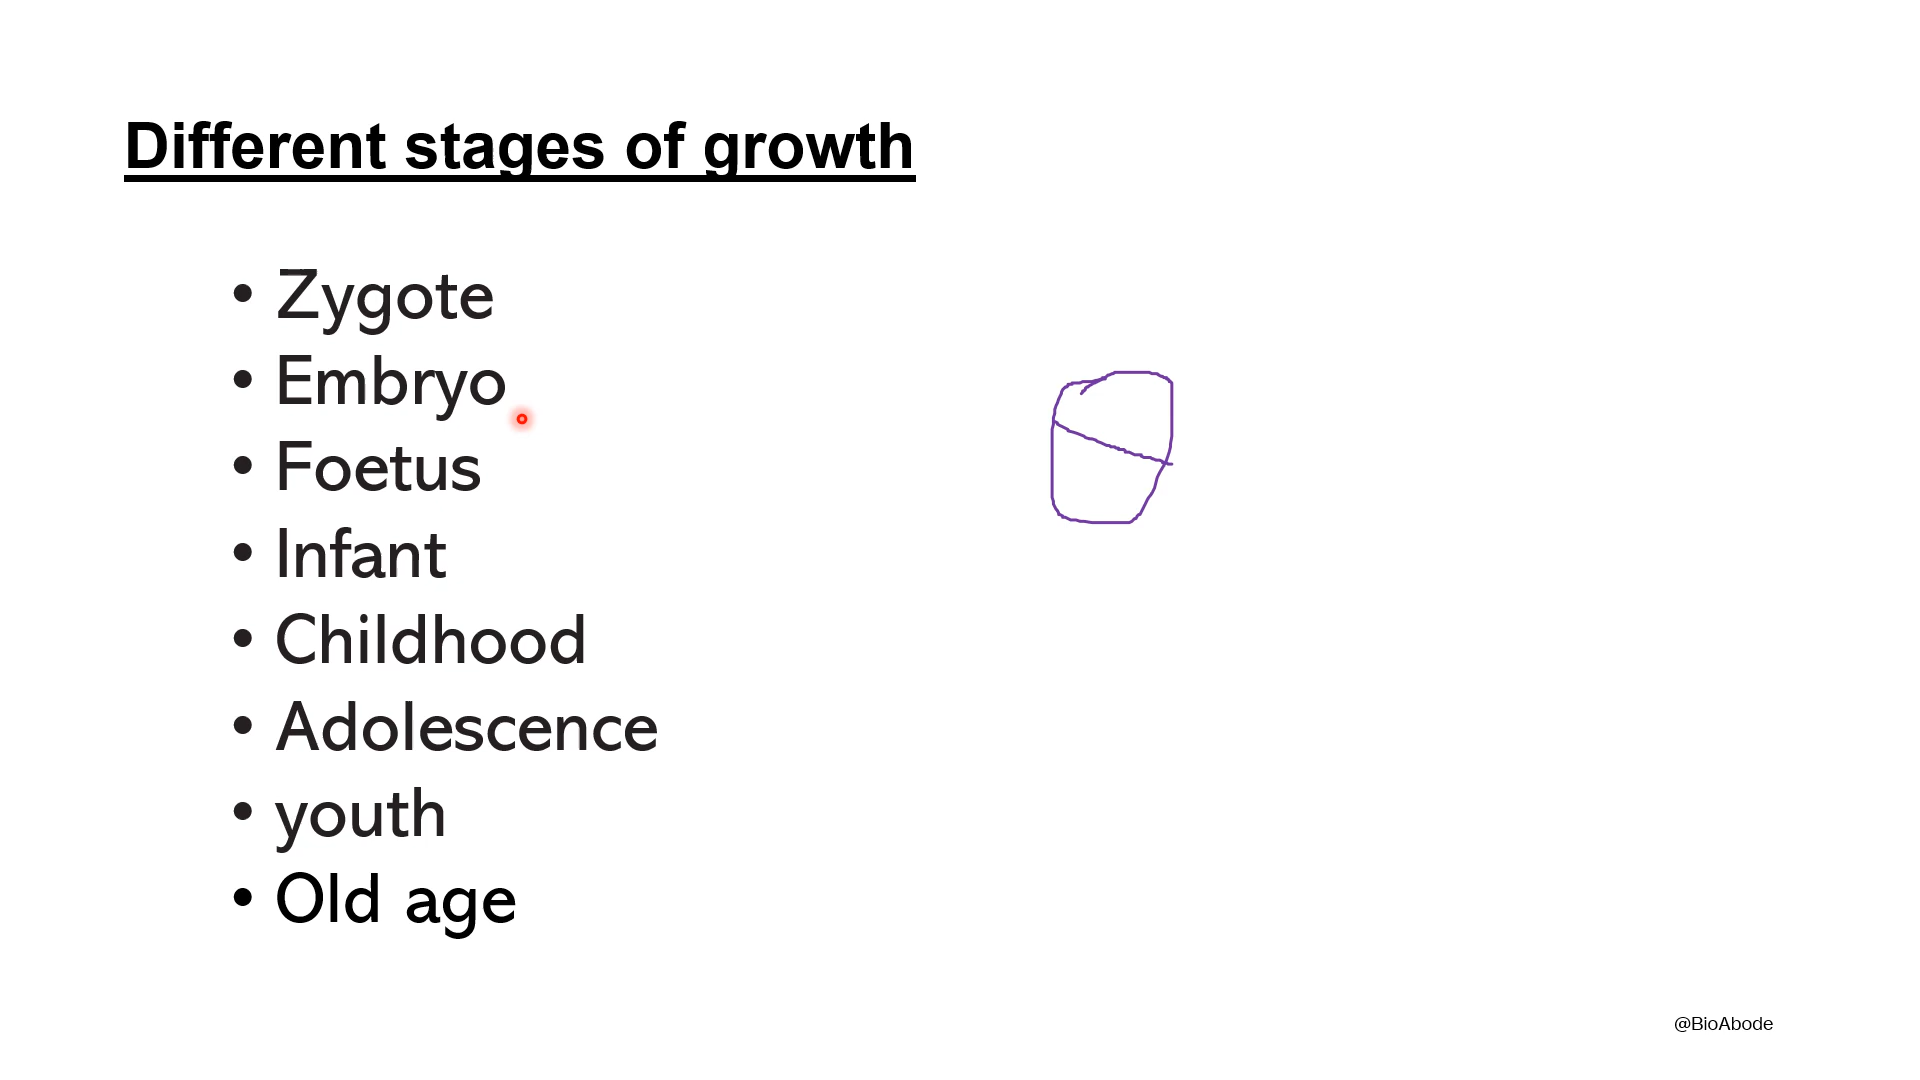 Different stages of growth
• Zygote
• Embryo
• Foetus
• Infant
• Childhood
• Adolescence
• youth
• Old age
@BioAbode